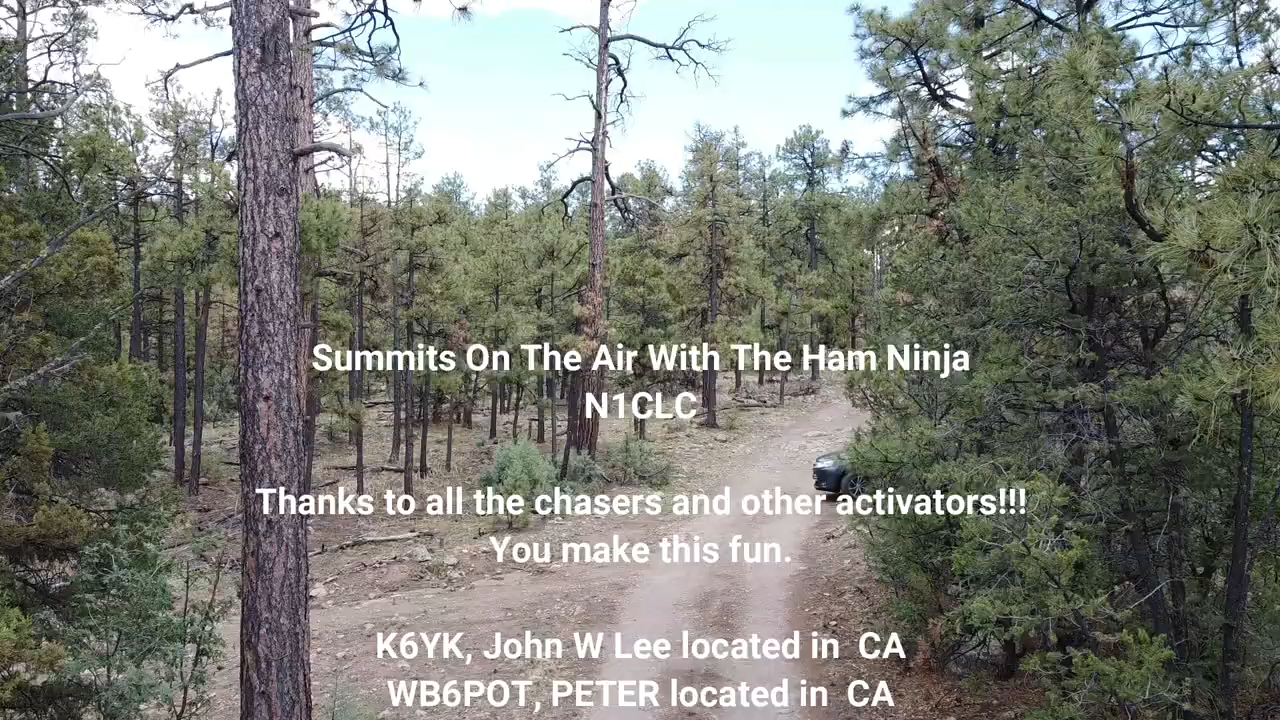 Summits On The Air With The Ham Ninja
N1CLC
Thanks to all the chasers and other activators!!!
You make this fun.
K6YK, John W Lee located in  CA
WB6POT, PETER located in  CA